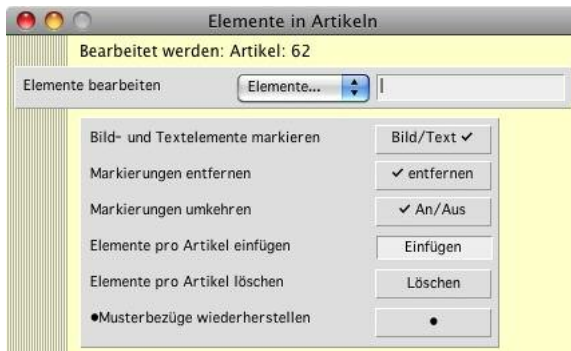 Elemente in Artikeln
Bearbeitet werden: Artikel: 62
Elemente bearbeiten Elemente...
Bild- und Textelemente markieren Bild/Text ✓
Markierungen entfernen ✓ entfernen
Markierungen umkehren ✓ An/Aus
Elemente pro Artikel einfügen Einfügen
Elemente pro Artikel löschen Löschen
●Musterbezüge wiederherstellen ●